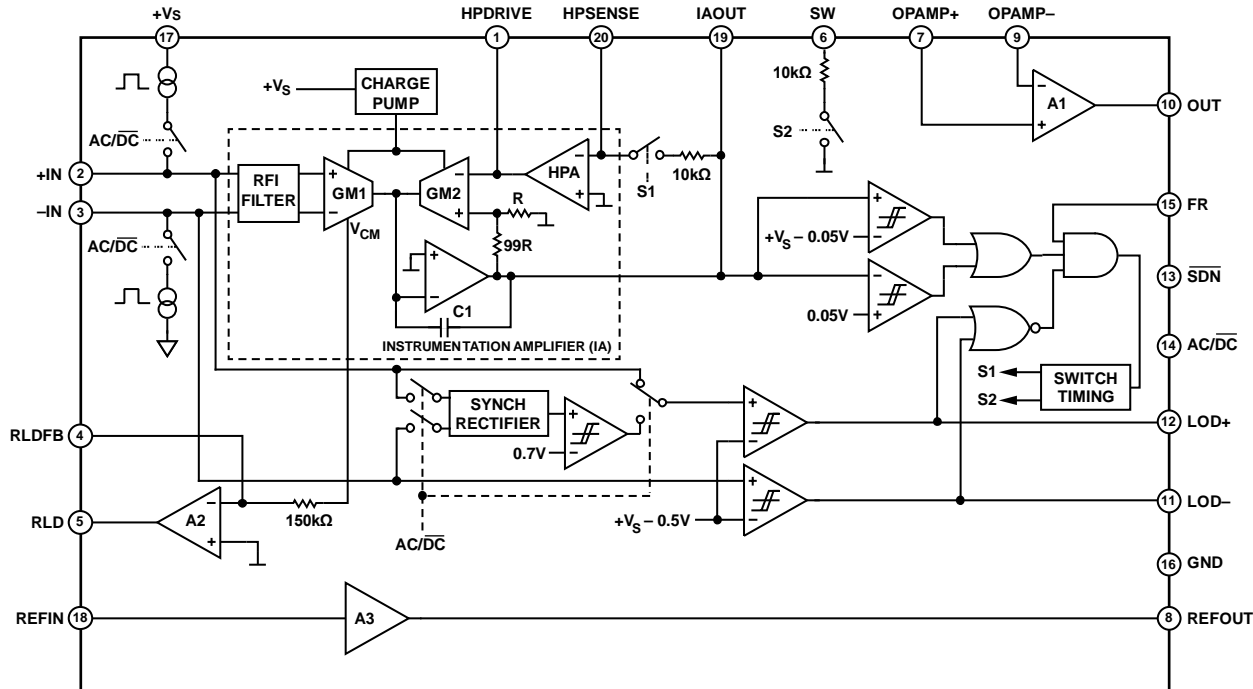 +VS
HPDRIVE
HPSENSE
IAOUT
SW
OPAMP+
OPAMP–
17
1
20
19
6
7
9
10kΩ
A1
10
OUT
+VS
CHARGE
PUMP
AC/DC
S2
+IN
2
–IN
3
RFI
FILTER
GM1
GM2
HPA
S1
10kΩ
VCM
R
99R
+VS – 0.05V
0.05V
15
FR
13
SDN
14
AC/DC
AC/DC
C1
INSTRUMENTATION AMPLIFIER (IA)
S1
S2
SWITCH
TIMING
SYNCH
RECTIFIER
0.7V
RLDFB
4
12
LOD+
11
LOD–
+VS – 0.5V
RLD
5
A2
150kΩ
AC/DC
16
GND
REFIN
18
A3
8
REFOUT